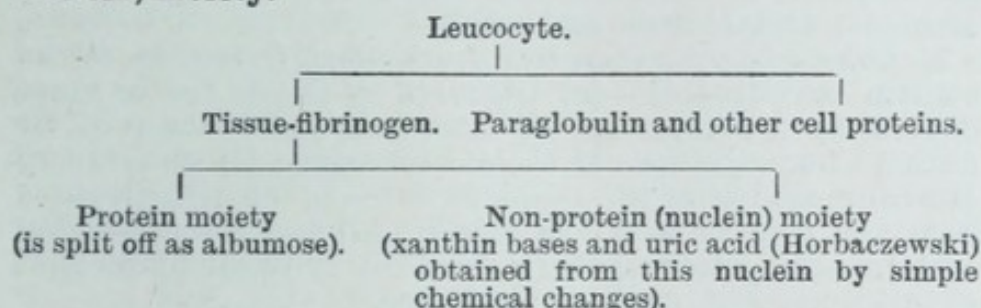 Leucocyte.
Tissue-fibrinogen. Paraglobulin and other cell proteins.
Protein moiety Non-protein (nuclein) moiety
(is split off as albumose). (xanthin bases and uric acid (Horbaczewski)
obtained from this nuclein by simple
chemical changes).